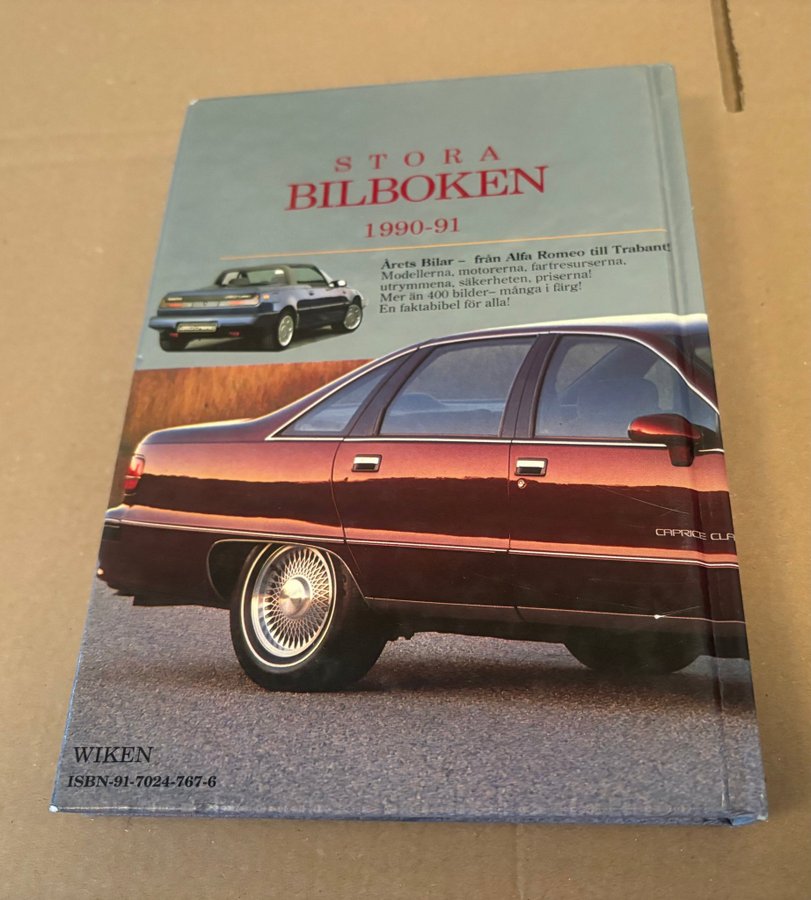 STORA
BILBOKEN
1990-91
Årets Bilar – från Alfa Romeo till Trabant!
Modellerna, motorerna, fartresurserna,
utrymmena, säkerheten, priserna!
Mer än 400 bilder– många i färg!
En faktabibel för alla!
CAPRICE CLA
WIKEN
ISBN-91-7024-767-6